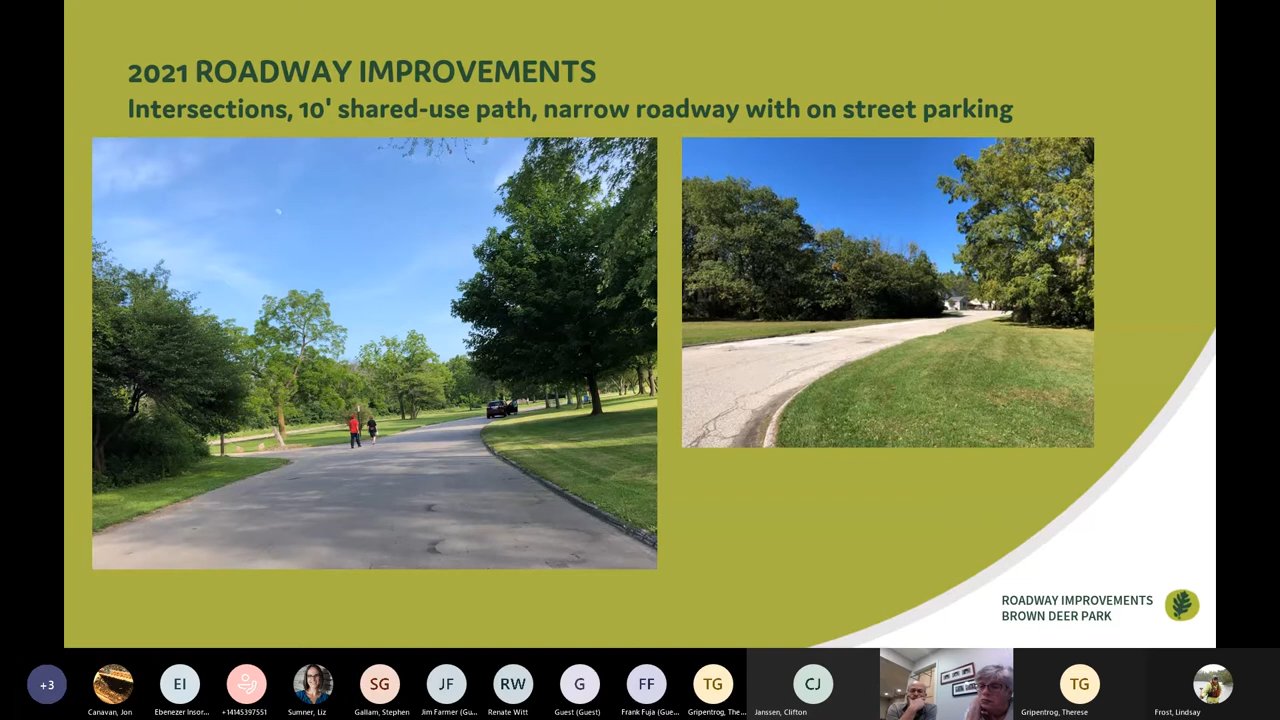 2021 ROADWAY IMPROVEMENTS
Intersections, 10' shared-use path, narrow roadway with on street parking
ROADWAY IMPROVEMENTS
BROWN DEER PARK
+3
EI
SG
JF
RW
G
FF
TG
CJ
TG
Canavan, Jon
Ebenezer Insor...
+14145397551
Sumner, Liz
Gallam, Stephen
Jim Farmer (Gu...
Renate Witt
Guest (Guest)
Frank Fuja (Gue...
Gripentrog, The...
Janssen, Clifton
Gripentrog, Therese
Frost, Lindsay